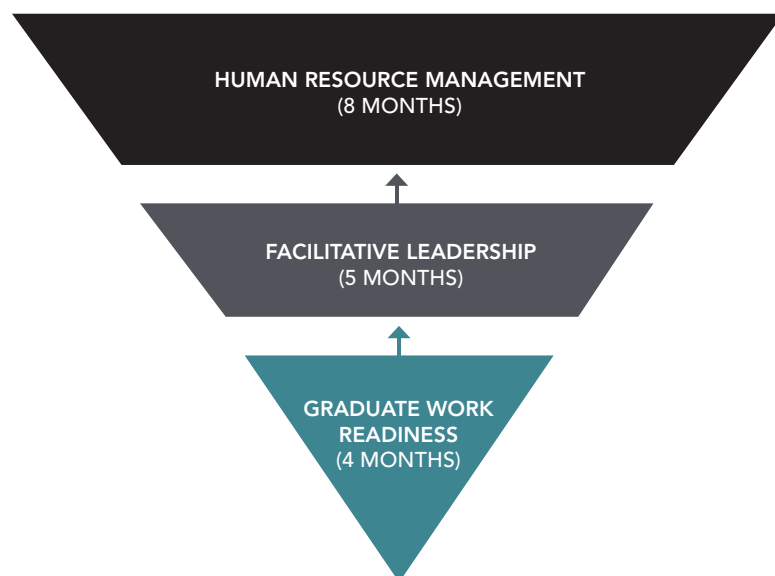 HUMAN RESOURCE MANAGEMENT
(8 MONTHS)
FACILITATIVE LEADERSHIP
(5 MONTHS)
GRADUATE WORK
READINESS
(4 MONTHS)